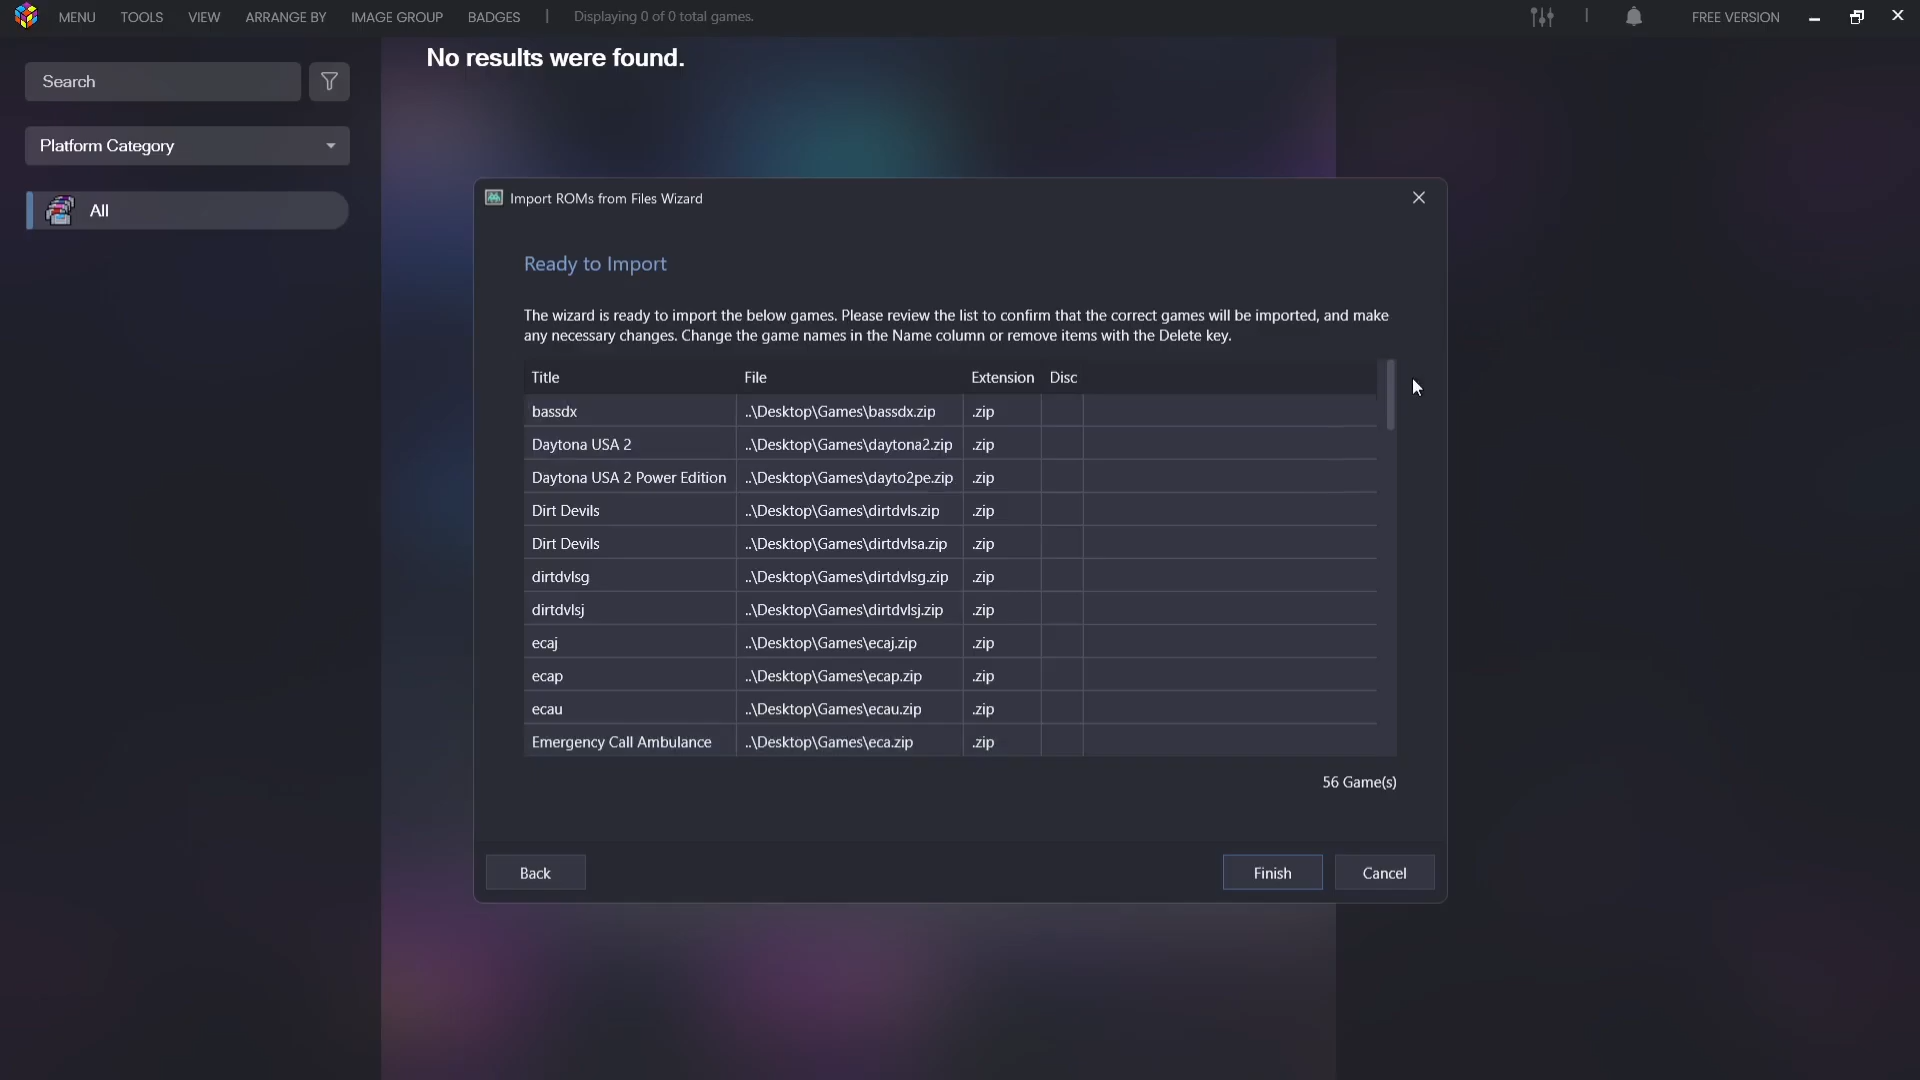 MENU TOOLS VIEW ARRANGE BY IMAGE GROUP BADGES | Displaying 0 of 0 total games. FREE VERSION
No results were found.
Search
Platform Category
All
Import ROMs from Files Wizard
Ready to Import
The wizard is ready to import the below games. Please review the list to confirm that the correct games will be imported, and make
any necessary changes. Change the game names in the Name column or remove items with the Delete key.
Title File Extension Disc
bassdx ..\Desktop\Games\bassdx.zip .zip
Daytona USA 2 ..\Desktop\Games\daytona2.zip .zip
Daytona USA 2 Power Edition ..\Desktop\Games\dayto2pe.zip .zip
Dirt Devils ..\Desktop\Games\dirtdvls.zip .zip
Dirt Devils ..\Desktop\Games\dirtdvlsa.zip .zip
dirtdvlsg ..\Desktop\Games\dirtdvlsg.zip .zip
dirtdvlsj ..\Desktop\Games\dirtdvlsj.zip .zip
ecaj ..\Desktop\Games\ecaj.zip .zip
ecap ..\Desktop\Games\ecap.zip .zip
ecau ..\Desktop\Games\ecau.zip .zip
Emergency Call Ambulance ..\Desktop\Games\eca.zip .zip
56 Game(s)
Back Finish Cancel